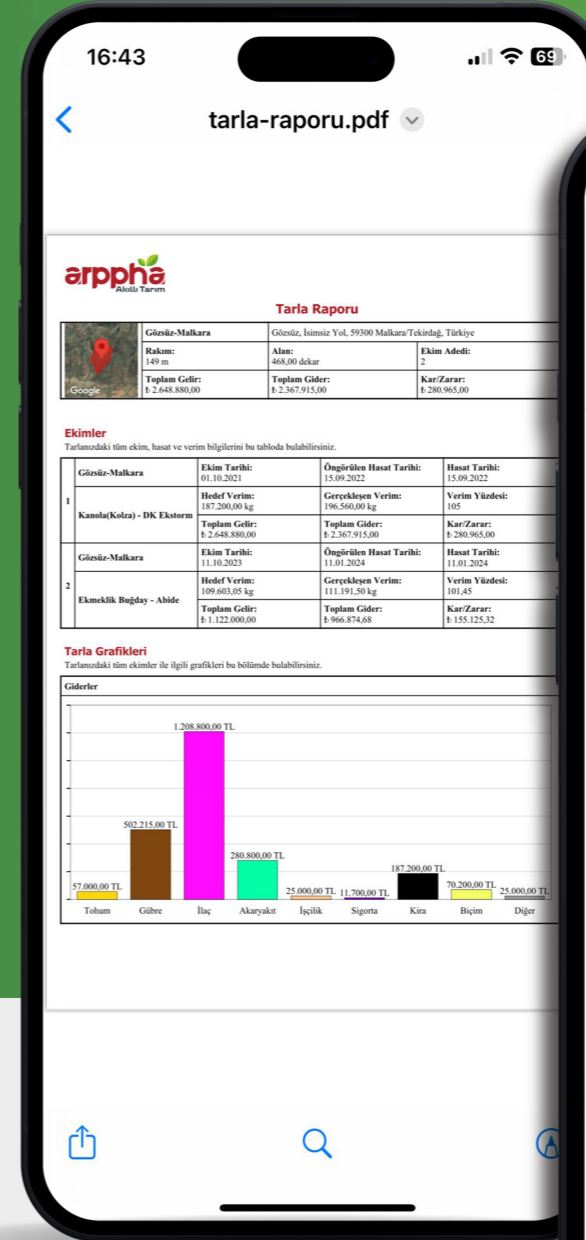 16:43
69
tarla-raporu.pdf
arppha
Akıllı Tarım
Tarla Raporu
Google
Gözsüz-Malkara
Gözsüz, İsimsiz Yol, 59300 Malkara/Tekirdağ, Türkiye
Rakım:
149 m
Alan:
468,00 dekar
Ekim Adedi:
2
Toplam Gelir:
₺ 2.648.880,00
Toplam Gider:
₺ 2.367.915,00
Kar/Zarar:
₺ 280.965,00
Ekimler
Tarlanızdaki tüm ekim, hasat ve verim bilgilerini bu tabloda bulabilirsiniz.
1
Gözsüz-Malkara
Ekim Tarihi:
01.10.2021
Öngörülen Hasat Tarihi:
15.09.2022
Hasat Tarihi:
15.09.2022
Kanola(Kolza) - DK Ekstorm
Hedef Verim:
187.200,00 kg
Gerçekleşen Verim:
196.560,00 kg
Verim Yüzdesi:
105
Toplam Gelir:
₺ 2.648.880,00
Toplam Gider:
₺ 2.367.915,00
Kar/Zarar:
₺ 280.965,00
2
Gözsüz-Malkara
Ekim Tarihi:
11.10.2023
Öngörülen Hasat Tarihi:
11.01.2024
Hasat Tarihi:
11.01.2024
Ekmeklik Buğday - Abide
Hedef Verim:
109.603,05 kg
Gerçekleşen Verim:
111.191,50 kg
Verim Yüzdesi:
101,45
Toplam Gelir:
₺ 1.122.000,00
Toplam Gider:
₺ 966.874,68
Kar/Zarar:
₺ 155.125,32
Tarla Grafikleri
Tarlanızdaki tüm ekimler ile ilgili grafikleri bu bölümde bulabilirsiniz.
Giderler
57.000,00 TL
502.215,00 TL
1.208.800,00 TL
280.800,00 TL
25.000,00 TL
11.700,00 TL
187.200,00 TL
70.200,00 TL
25.000,00 TL
Tohum
Gübre
İlaç
Akaryakıt
İşçilik
Sigorta
Kira
Biçim
Diğer